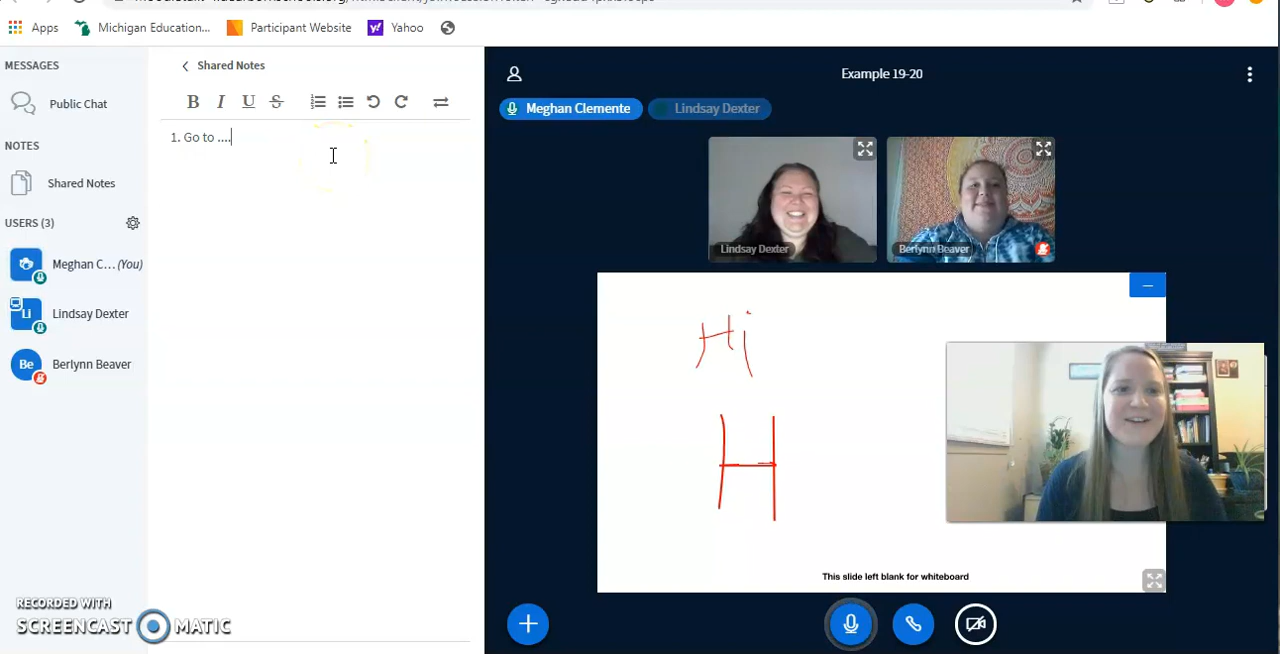 Apps
Michigan Education...
Participant Website
Yahoo
MESSAGES
Public Chat
NOTES
Shared Notes
USERS (3)
Meghan C... (You)
Li
Lindsay Dexter
Be
Berlynn Beaver
RECORDED WITH
SCREENCAST MATIC
Shared Notes
B I U S
1. Go to ....
Example 19-20
Meghan Clemente
Lindsay Dexter
Lindsay Dexter
Berlynn Beaver
Hi
H
This slide left blank for whiteboard